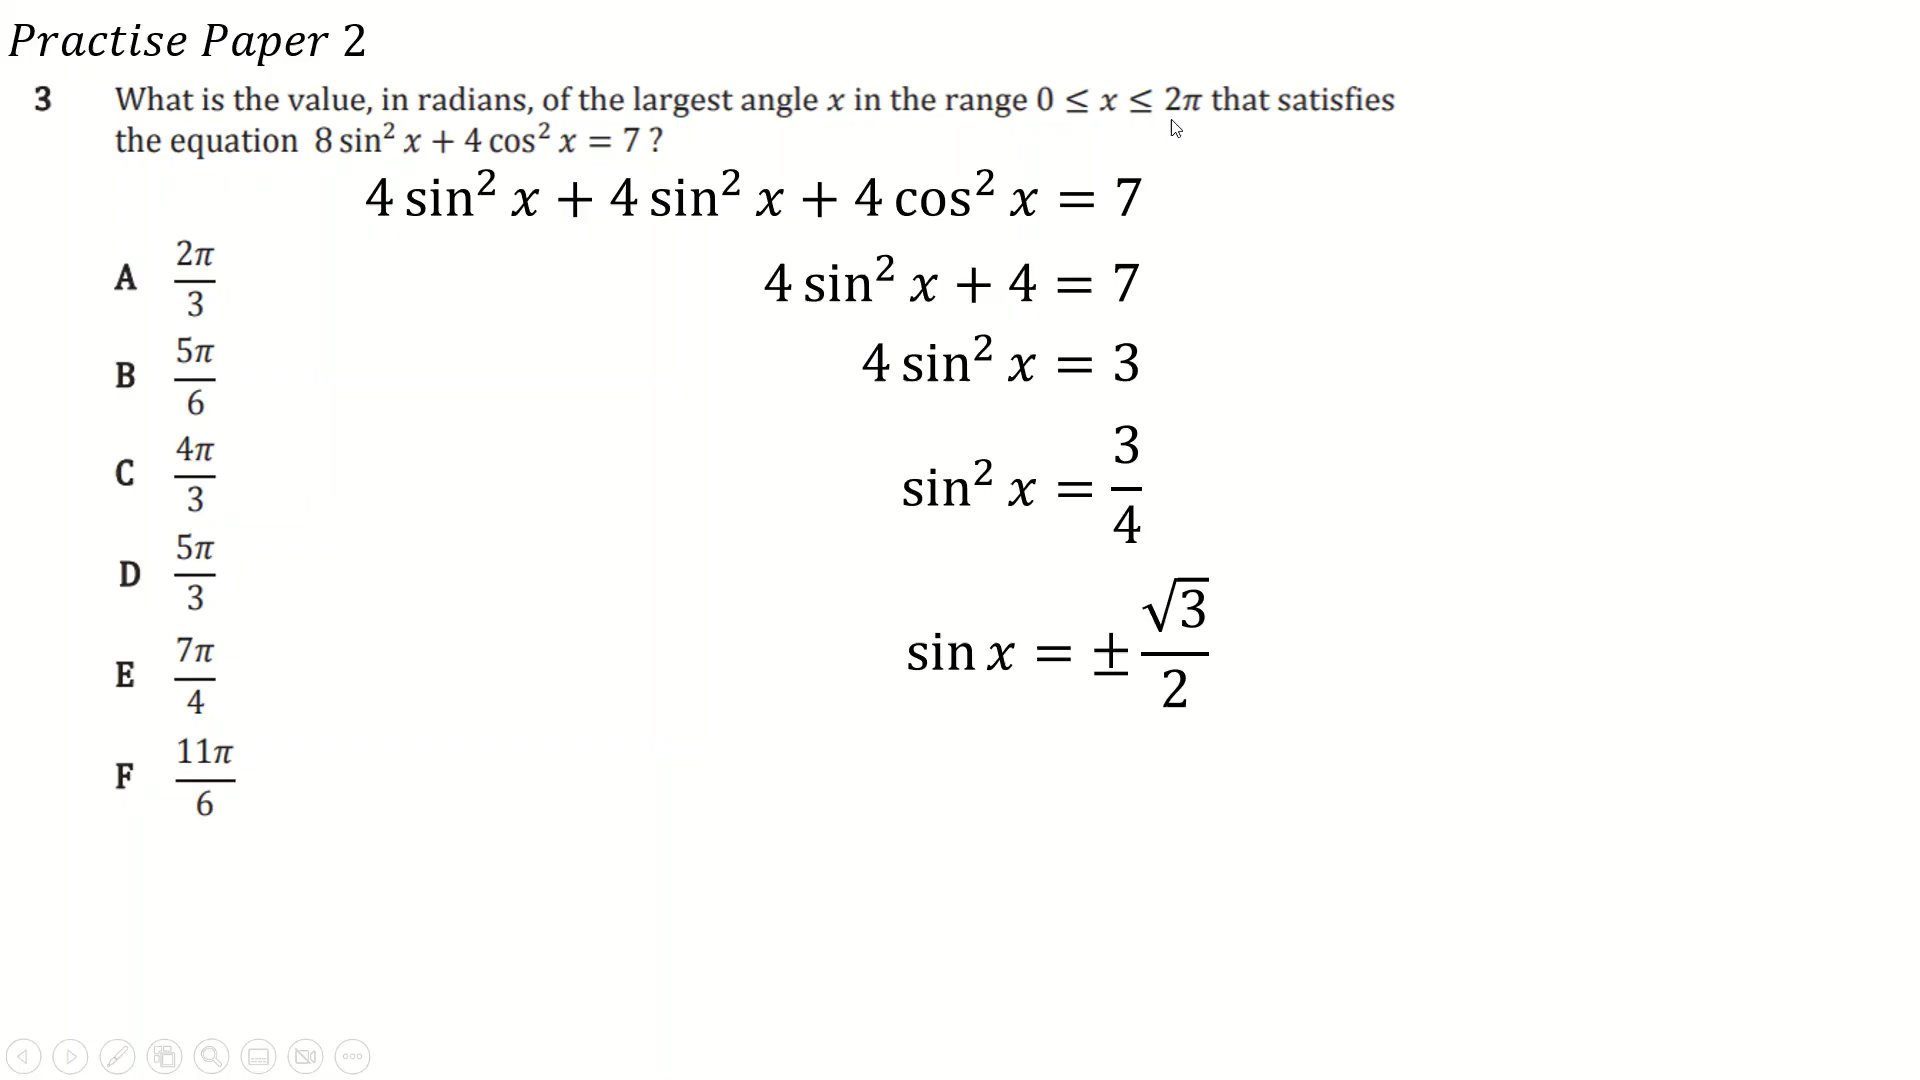 Practise Paper 2
3 What is the value, in radians, of the largest angle x in the range 0 ≤ x ≤ 2π that satisfies
the equation 8 sin² x + 4 cos² x = 7 ?
4 sin² x + 4 sin² x + 4 cos² x = 7
A 2π/3
4 sin² x + 4 = 7
B 5π/6
4 sin² x = 3
C 4π/3
sin² x = 3/4
D 5π/3
E 7π/4
sin x = ± √3/2
F 11π/6